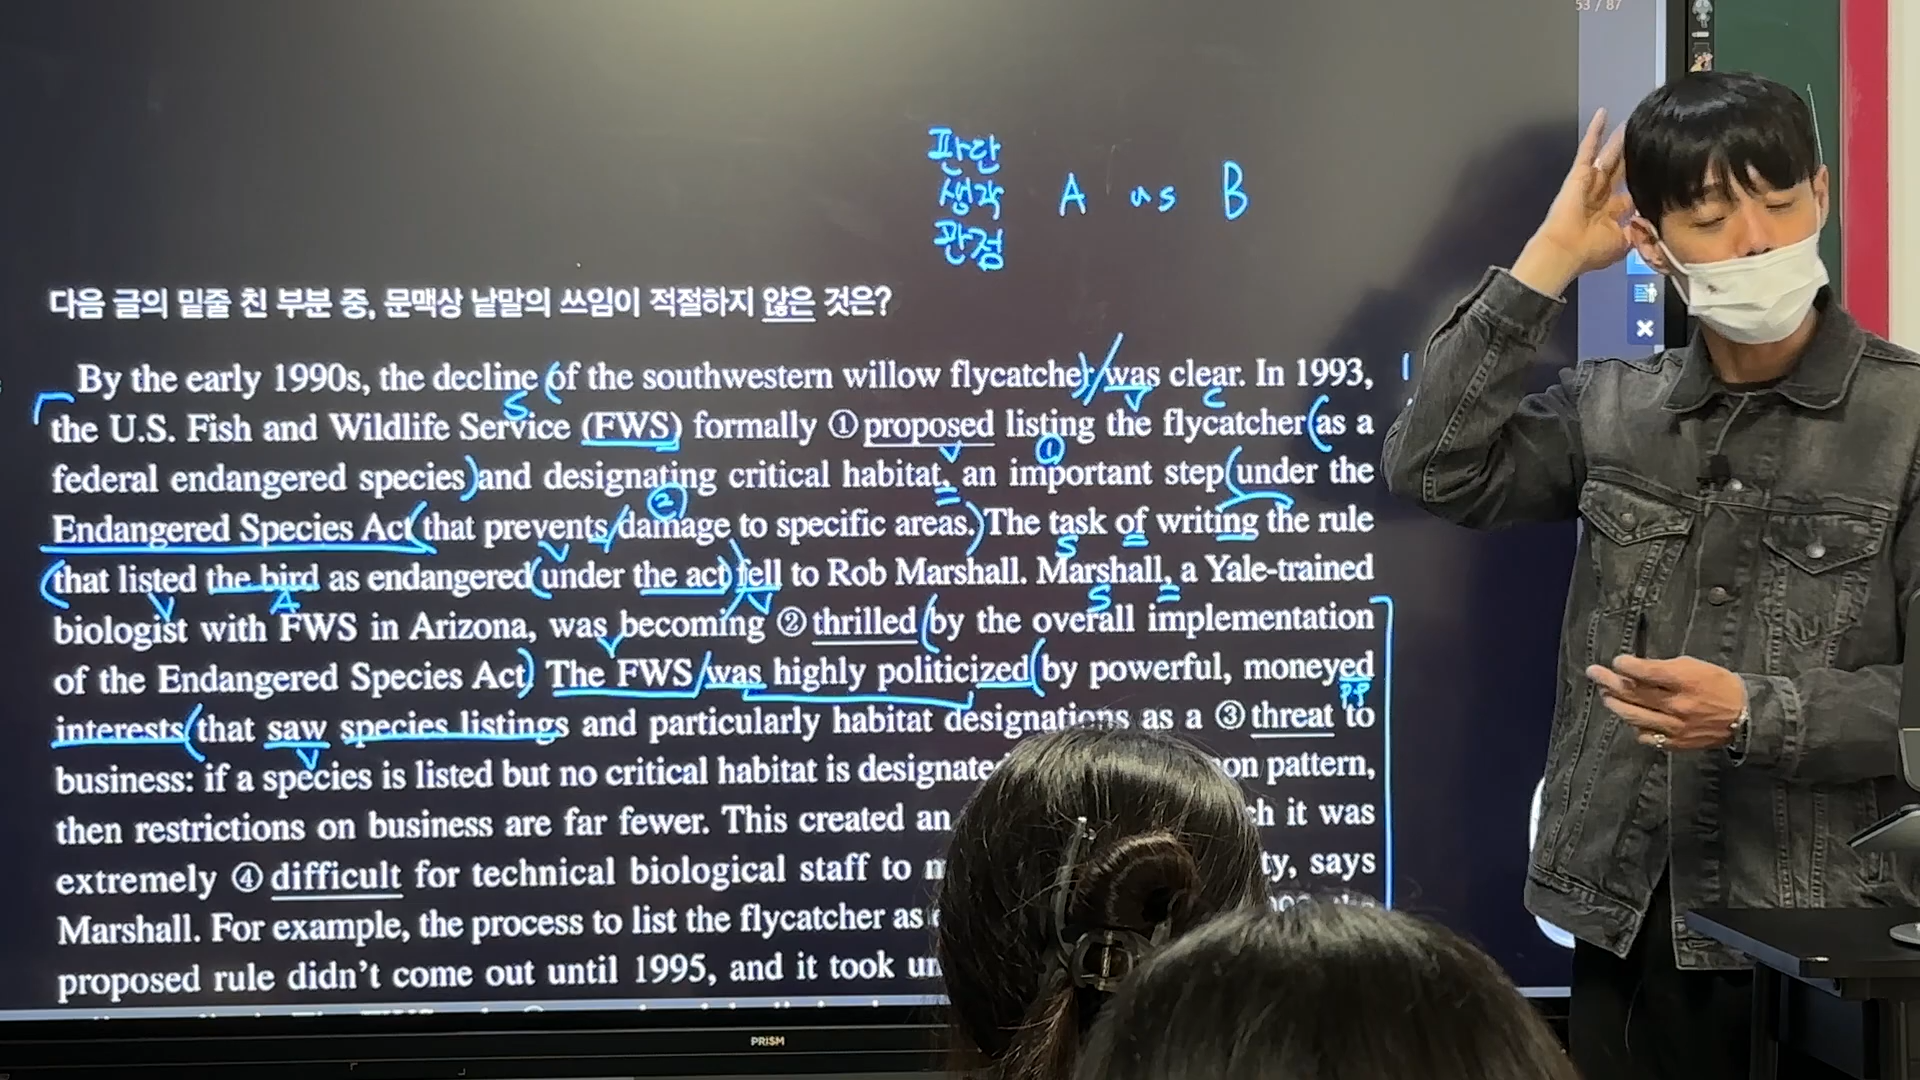 53 / 87
판단
생각 A as B
관점
다음 글의 밑줄 친 부분 중, 문맥상 낱말의 쓰임이 적절하지 않은 것은?
By the early 1990s, the decline of the southwestern willow flycatcher was clear. In 1993,
the U.S. Fish and Wildlife Service (FWS) formally ① proposed listing the flycatcher as a
federal endangered species and designating critical habitat, an important step under the
Endangered Species Act that prevents damage to specific areas. The task of writing the rule
that listed the bird as endangered under the act fell to Rob Marshall. Marshall, a Yale-trained
biologist with FWS in Arizona, was becoming ② thrilled by the overall implementation
of the Endangered Species Act. The FWS was highly politicized by powerful, moneyed
interests that saw species listings and particularly habitat designations as a ③ threat to
business: if a species is listed but no critical habitat is designated pattern,
then restrictions on business are far fewer. This created an it was
extremely ④ difficult for technical biological staff to says
Marshall. For example, the process to list the flycatcher as
proposed rule didn't come out until 1995, and it took
PRISM